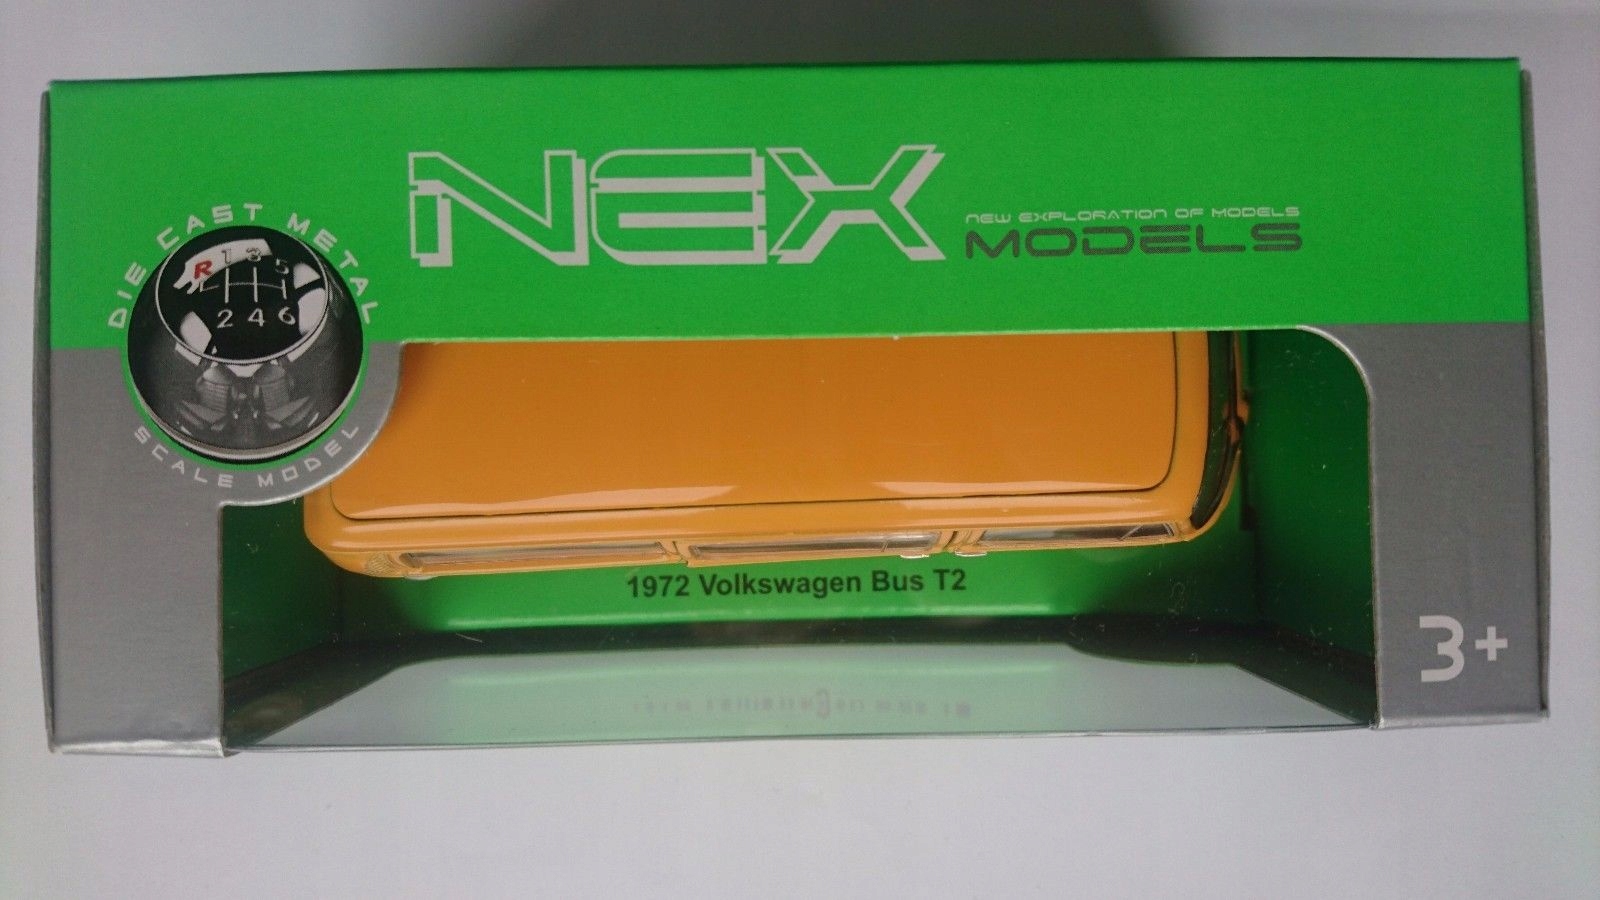 NEX
NEW EXPLORATION OF MODELS
MODELS
DIE CAST METAL
R 1 3 5
2 4 6
SCALE MODEL
1972 Volkswagen Bus T2
3+